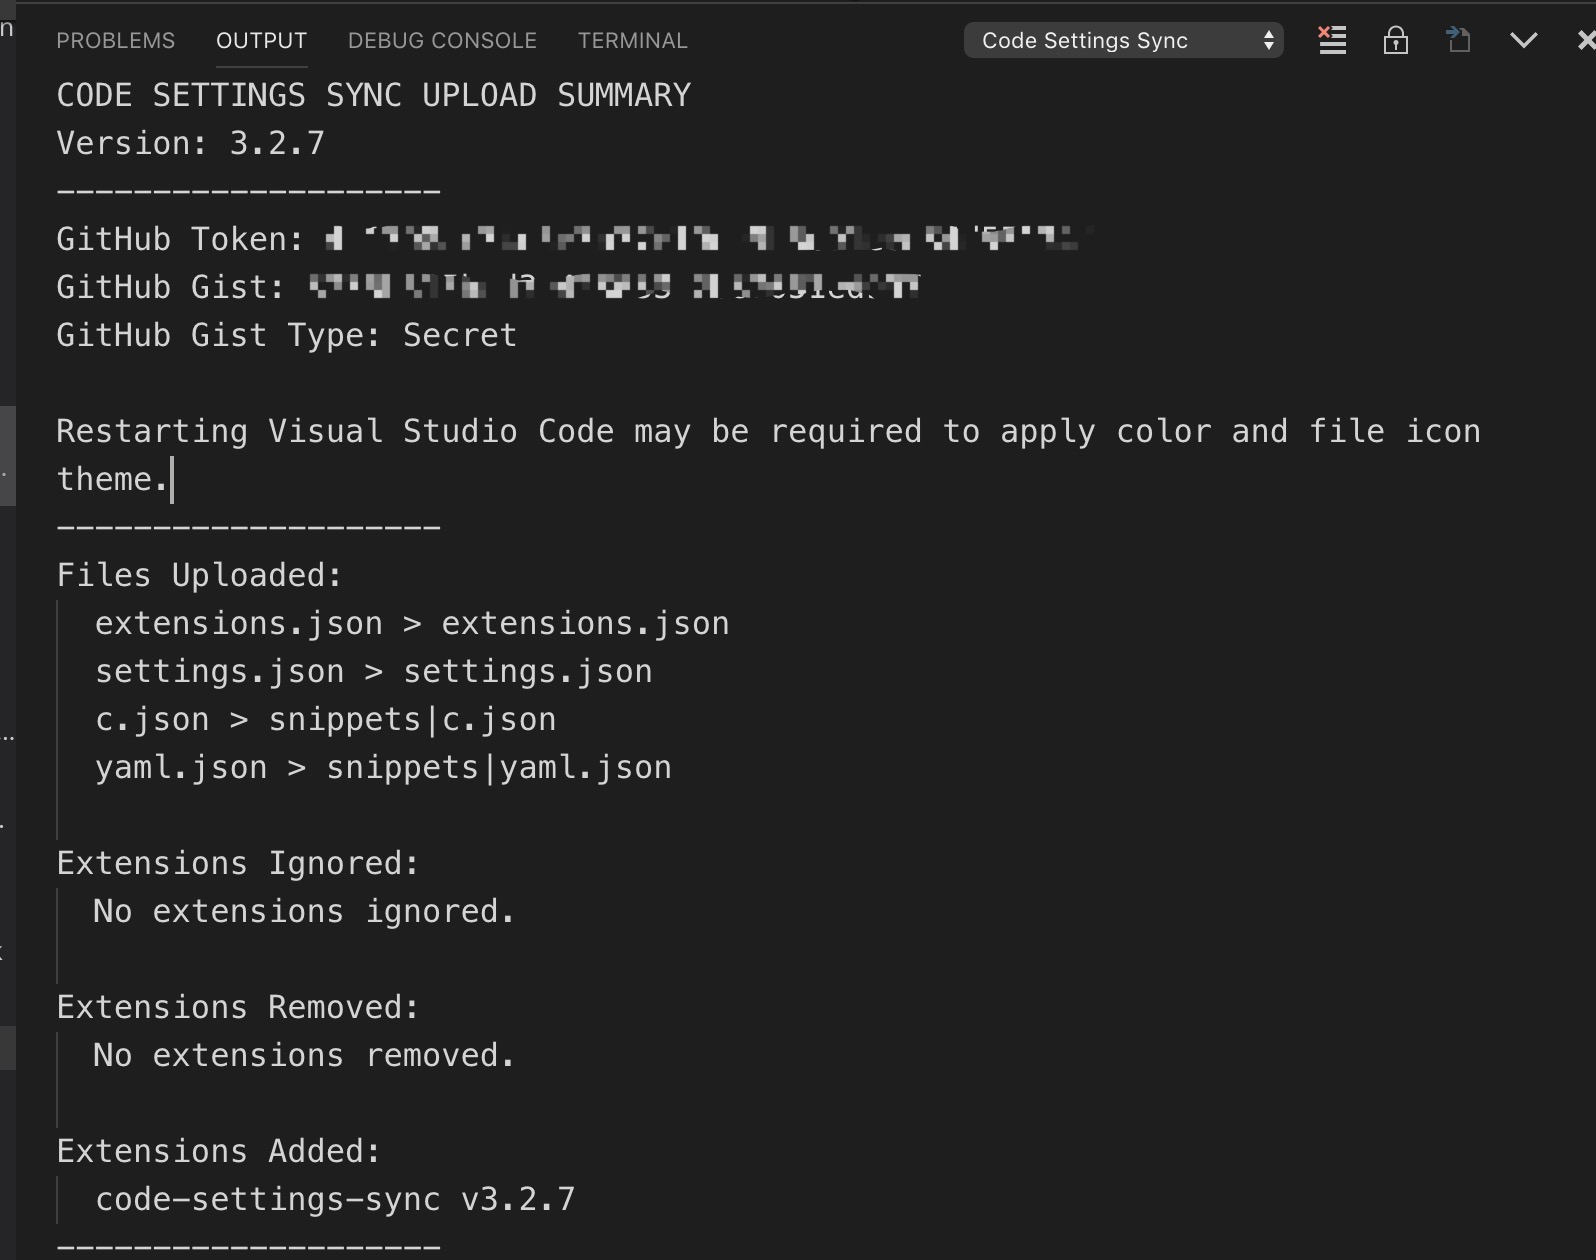 PROBLEMS OUTPUT DEBUG CONSOLE TERMINAL Code Settings Sync
CODE SETTINGS SYNC UPLOAD SUMMARY
Version: 3.2.7
--------------------
GitHub Token:
GitHub Gist:
GitHub Gist Type: Secret
Restarting Visual Studio Code may be required to apply color and file icon
theme.
--------------------
Files Uploaded:
extensions.json > extensions.json
settings.json > settings.json
c.json > snippets|c.json
yaml.json > snippets|yaml.json
Extensions Ignored:
No extensions ignored.
Extensions Removed:
No extensions removed.
Extensions Added:
code-settings-sync v3.2.7
--------------------